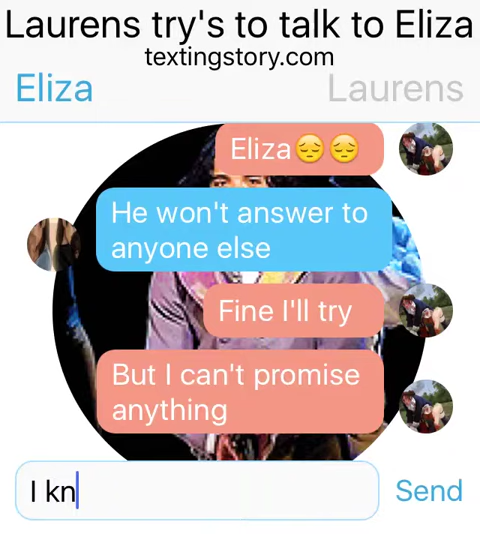 Laurens try's to talk to Eliza
textingstory.com
Eliza Laurens
Eliza😔😔
He won't answer to
anyone else
Fine I'll try
But I can't promise
anything
I kn Send